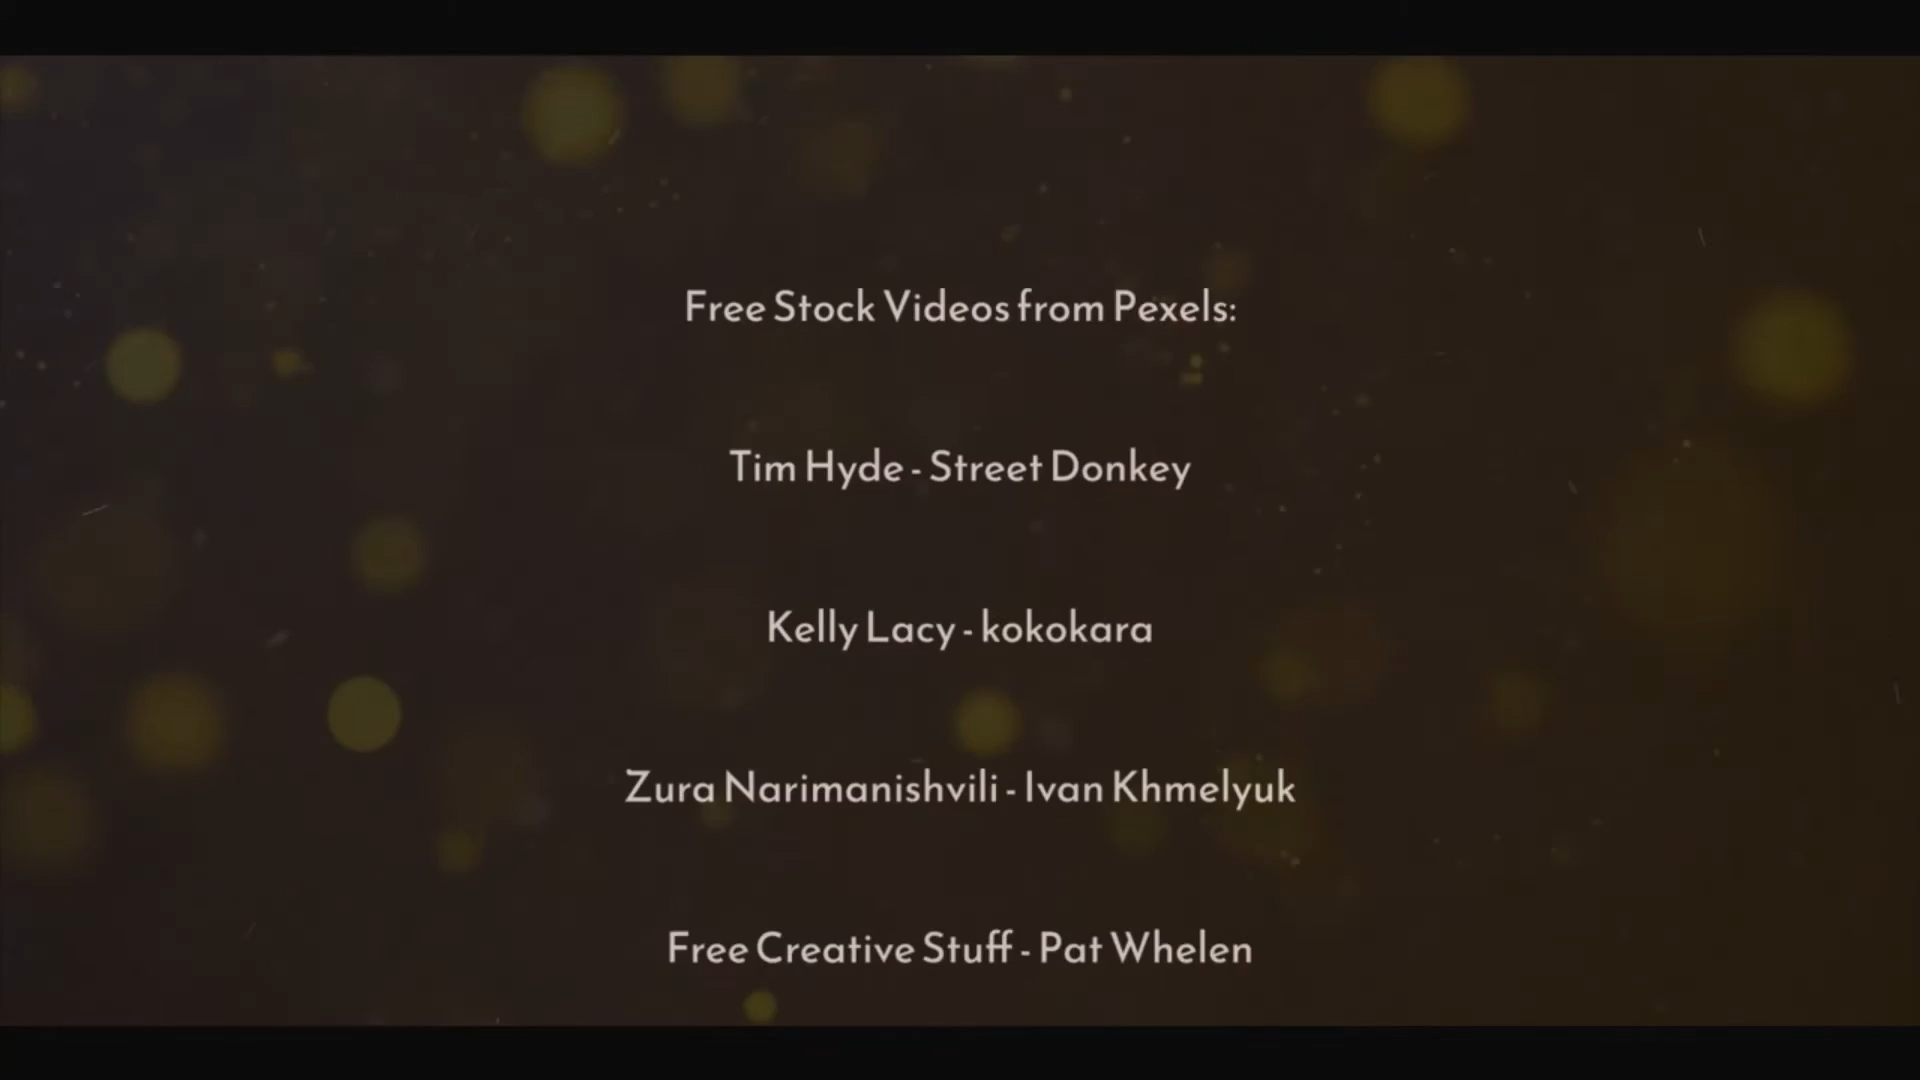 Free Stock Videos from Pexels:
Tim Hyde - Street Donkey
Kelly Lacy - kokokara
Zura Narimanishvili - Ivan Khmelyuk
Free Creative Stuff - Pat Whelen